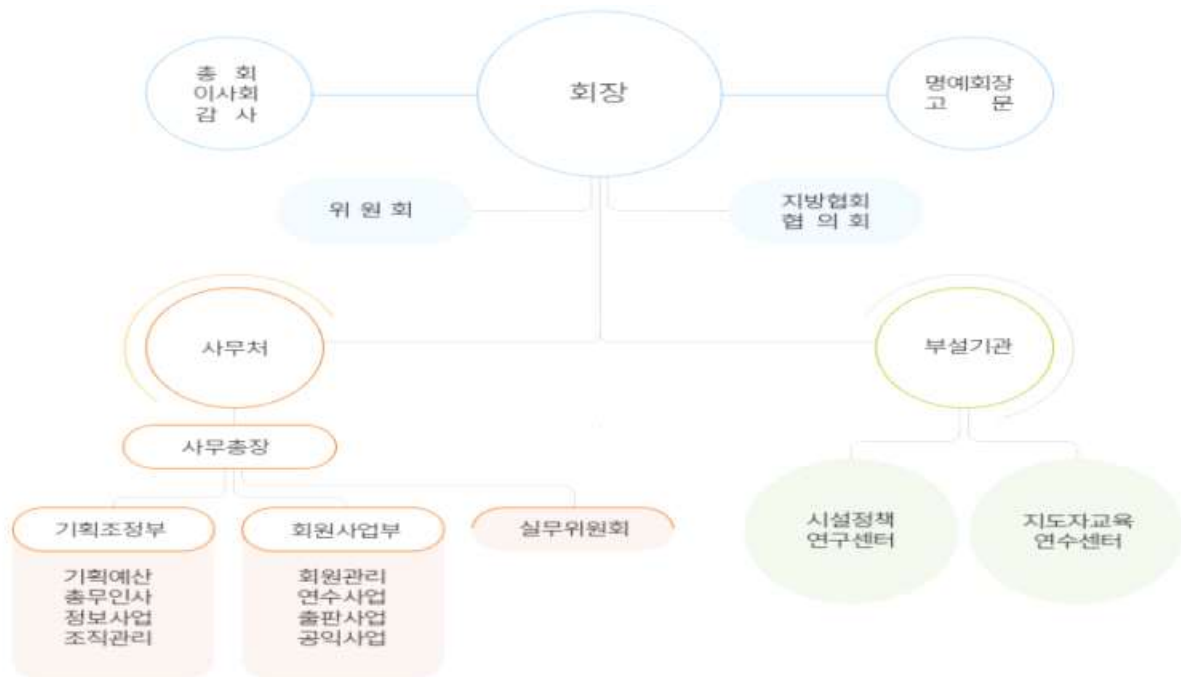 총 회
이사회
감 사
회장
명예회장
고 문
위 원 회
지방협회
협 의 회
사무처
부설기관
사무총장
기획조정부
회원사업부
실무위원회
기획예산
총무인사
정보사업
조직관리
회원관리
연수사업
출판사업
공익사업
시설정책
연구센터
지도자교육
연수센터